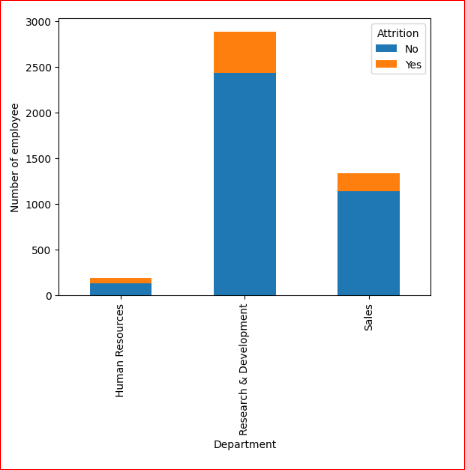 3000
2500
2000
1500
1000
500
0
Number of employee
Attrition
No
Yes
Human Resources
Research & Development
Sales
Department